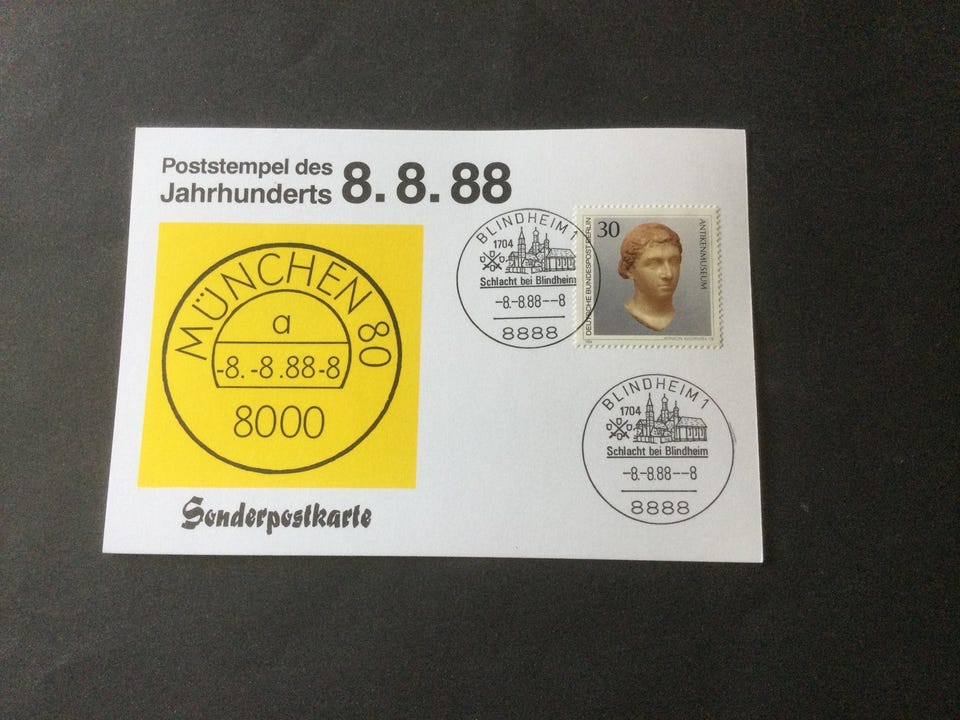 Poststempel des
Jahrhunderts 8.8.88
MÜNCHEN 80
a
-8.-8.88-8
8000
Sonderpostkarte
BLINDHEIM 1
1704
Schlacht bei Blindheim
-8.-8.88--8
8888
30
DEUTSCHE BUNDESPOST BERLIN
ANTIKENMUSEUM
BLINDHEIM 1
1704
Schlacht bei Blindheim
-8.-8.88--8
8888